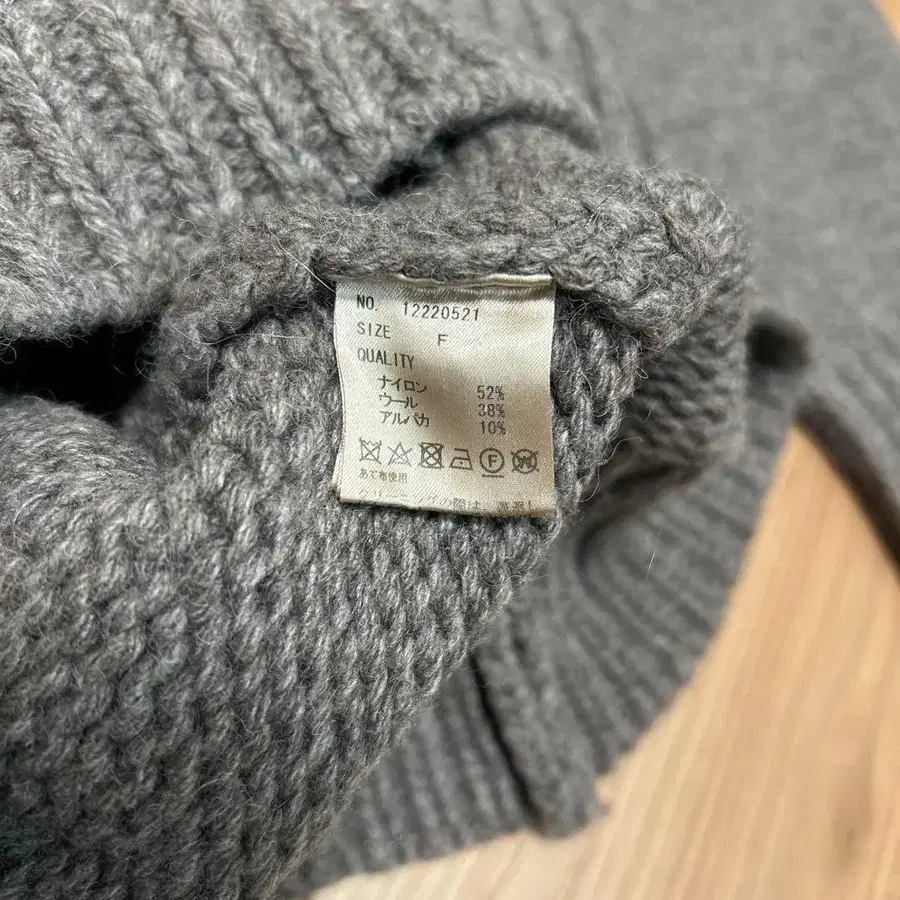 NO. 12220521
SIZE F
QUALITY
ナイロン 52%
ウール 38%
アルパカ 10%
F
あて布使用